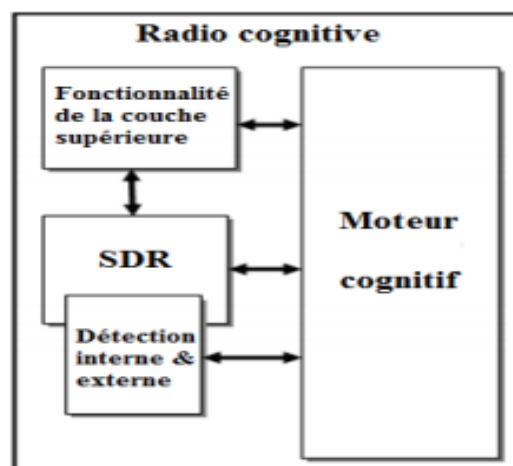 Radio cognitive
Fonctionnalité
de la couche
supérieure
SDR
Détection
interne &
externe
Moteur
cognitif